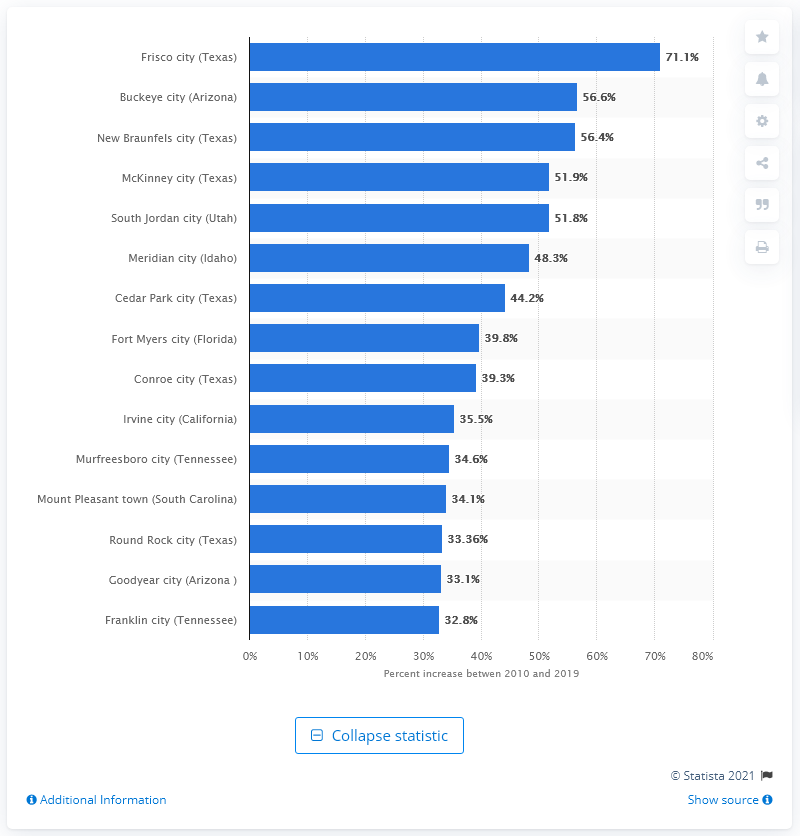 Frisco city (Texas) 71.1%
Buckeye city (Arizona) 56.6%
New Braunfels city (Texas) 56.4%
McKinney city (Texas) 51.9%
South Jordan city (Utah) 51.8%
Meridian city (Idaho) 48.3%
Cedar Park city (Texas) 44.2%
Fort Myers city (Florida) 39.8%
Conroe city (Texas) 39.3%
Irvine city (California) 35.5%
Murfreesboro city (Tennessee) 34.6%
Mount Pleasant town (South Carolina) 34.1%
Round Rock city (Texas) 33.36%
Goodyear city (Arizona ) 33.1%
Franklin city (Tennessee) 32.8%
0% 10% 20% 30% 40% 50% 60% 70% 80%
Percent increase betwen 2010 and 2019
Collapse statistic
© Statista 2021
Additional Information Show source